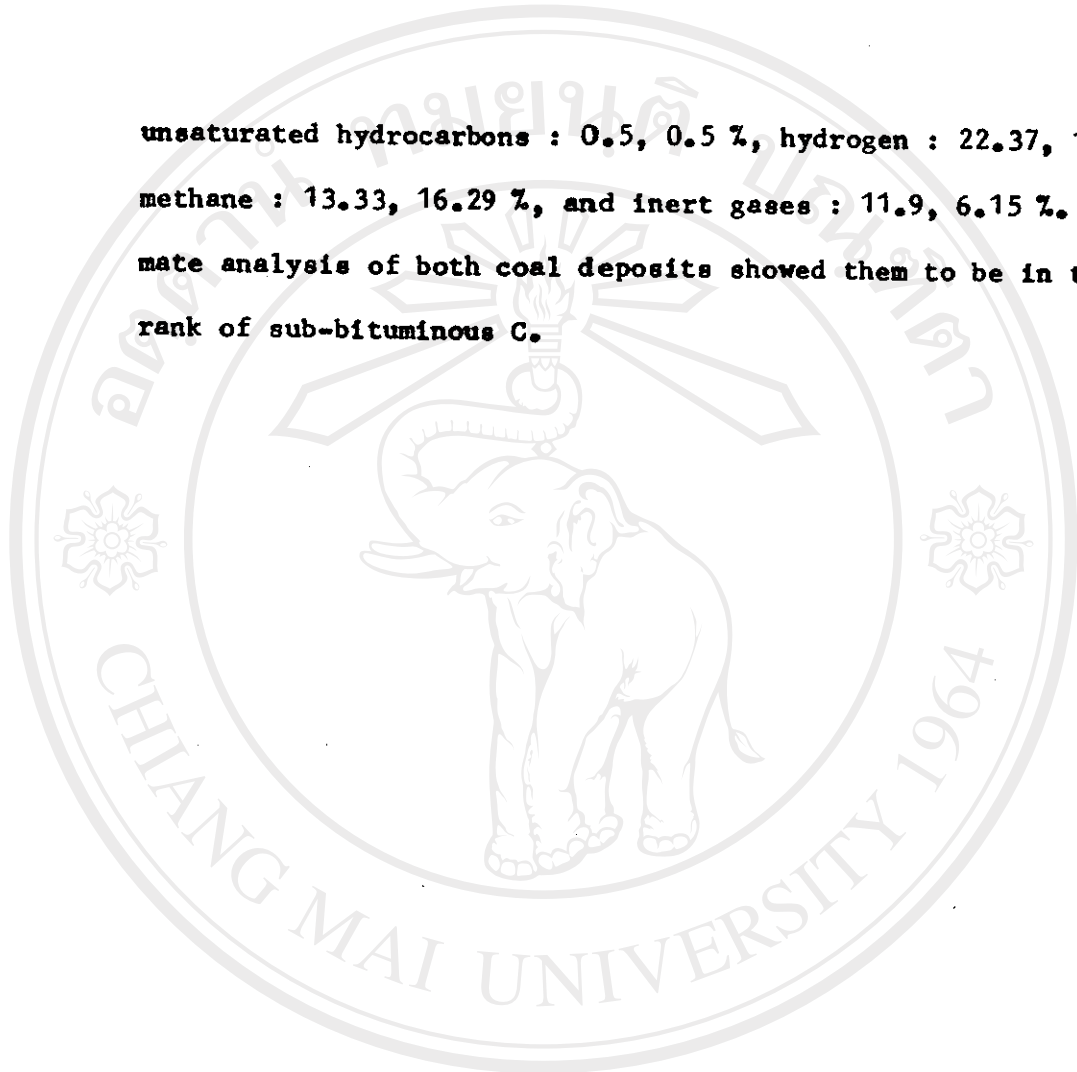 unsaturated hydrocarbons : 0.5, 0.5 %, hydrogen : 22.37,
methane : 13.33, 16.29 %, and inert gases : 11.9, 6.15 %.
mate analysis of both coal deposits showed them to be in
rank of sub-bituminous C.
CHIANG MAI UNIVERSITY 1964